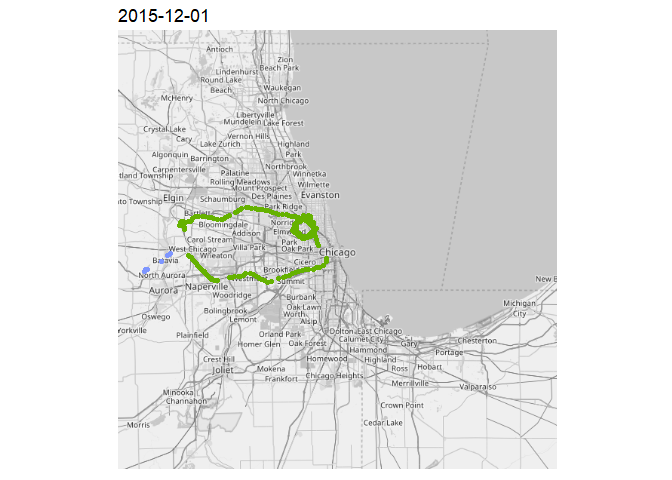 2015-12-01
Antioch
Zion
Lindenhurst
Beach Park
Round Lake
Beach
Waukegan
McHenry
North Chicago
Libertyville
Mundelein
Lake Forest
Crystal Lake
Vernon Hills
Cary
Lake Zurich
Highland
Park
Algonquin
Barrington
Northbrook
Carpentersville
Palatine
Winnetka
tland Township
Rolling Meadows
Wilmette
Mount Prospect
Elgin
Schaumburg
Des Plaines
Evanston
to Township
Park Ridge
Bartlett
Bloomingdale
Norri
Addison
Elmw
Carol Stream
Park
West Chicago
Villa Park
Oak Park
Chicago
Batavia
Wheaton
Cicero
North Aurora
Brookfield
Westm
Summit
Aurora
Naperville
New B
Woodridge
Burbank
Michigan
City
Bolingbrook
Oak Lawn
Oswego
Lemont
Worth
Alsip
Yorkville
Plainfield
Orland Park
Dolton
East Chicago
Homer Glen
Oak Forest
Calumet City
Gary
Chesterton
Hammond
Portage
Crest Hill
Homewood
Highland
Joliet
Mokena
Ross
Hobart
Frankfort
Chicago Heights
Merrillville
Valparaiso
Minooka
Channahon
Crown Point
Morris
Cedar Lake